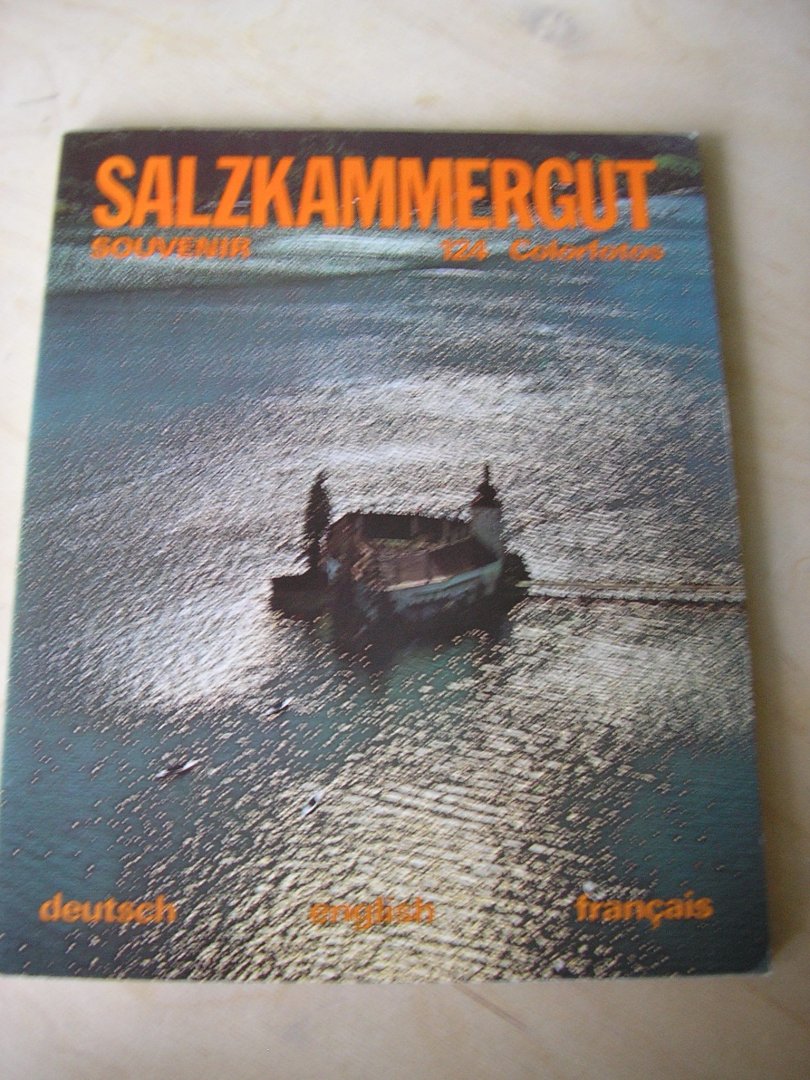 SALZKAMMERGUT
SOUVENIR 124 Colorfotos
deutsch english français